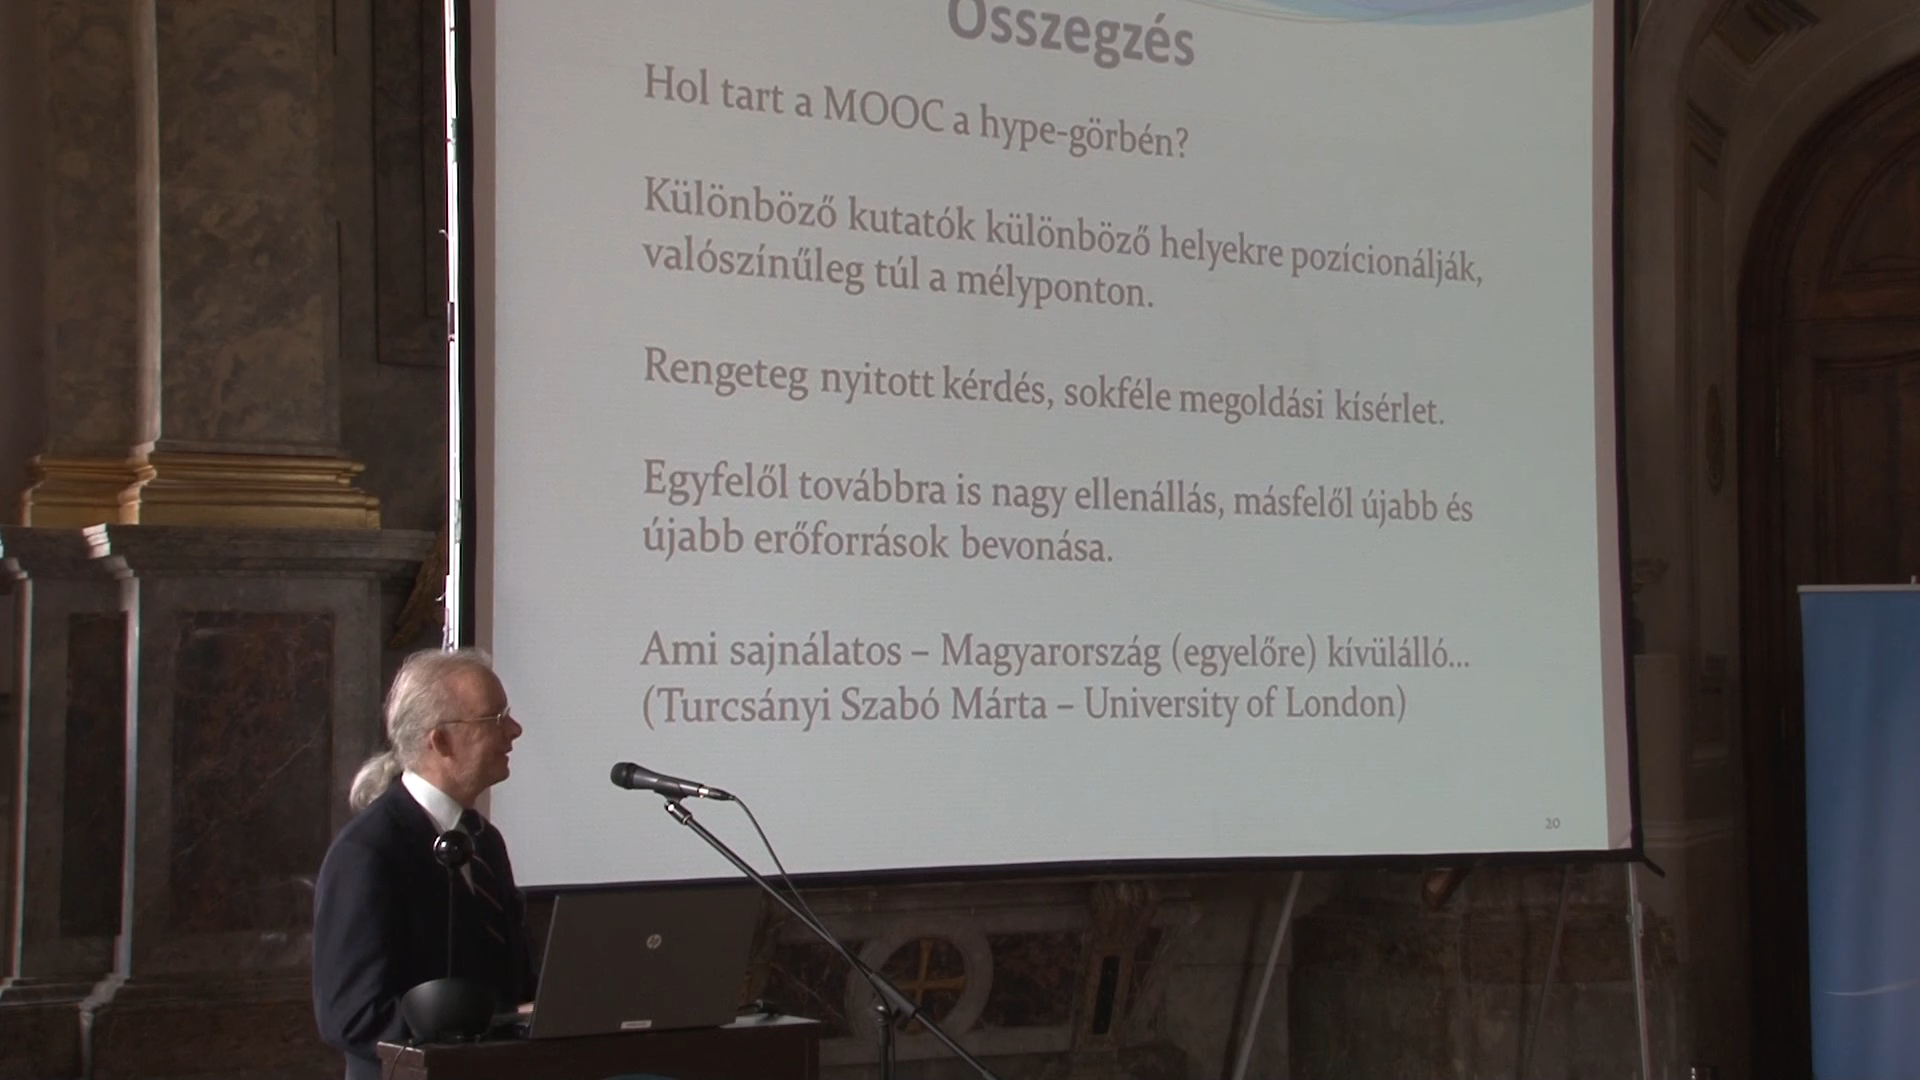 Összegzés
Hol tart a MOOC a hype-görbén?
Különböző kutatók különböző helyekre pozícionálják,
valószínűleg túl a mélyponton.
Rengeteg nyitott kérdés, sokféle megoldási kísérlet.
Egyfelől továbbra is nagy ellenállás, másfelől újabb és
újabb erőforrások bevonása.
Ami sajnálatos – Magyarország (egyelőre) kívülálló...
(Turcsányi Szabó Márta – University of London)
20
hp